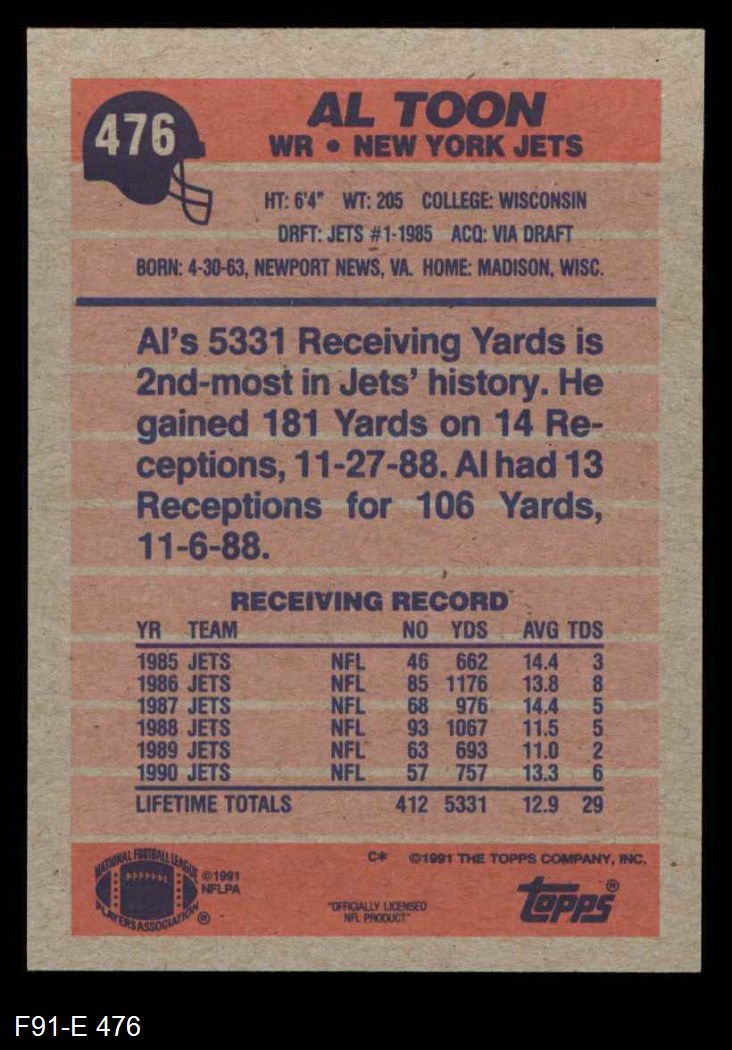 476
AL TOON
WR • NEW YORK JETS
HT: 6'4" WT: 205 COLLEGE: WISCONSIN
DRFT: JETS #1-1985 ACQ: VIA DRAFT
BORN: 4-30-63, NEWPORT NEWS, VA. HOME: MADISON, WISC.
Al's 5331 Receiving Yards is
2nd-most in Jets' history. He
gained 181 Yards on 14 Re-
ceptions, 11-27-88. Al had 13
Receptions for 106 Yards,
11-6-88.
RECEIVING RECORD
YR TEAM NO YDS AVG TDS
1985 JETS NFL 46 662 14.4 3
1986 JETS NFL 85 1176 13.8 8
1987 JETS NFL 68 976 14.4 5
1988 JETS NFL 93 1067 11.5 5
1989 JETS NFL 63 693 11.0 2
1990 JETS NFL 57 757 13.3 6
LIFETIME TOTALS 412 5331 12.9 29
NATIONAL FOOTBALL LEAGUE
PLAYERS ASSOCIATION ®
©1991
NFLPA
C* ©1991 THE TOPPS COMPANY, INC.
"OFFICIALLY LICENSED
NFL PRODUCT"
topps ®
F91-E 476